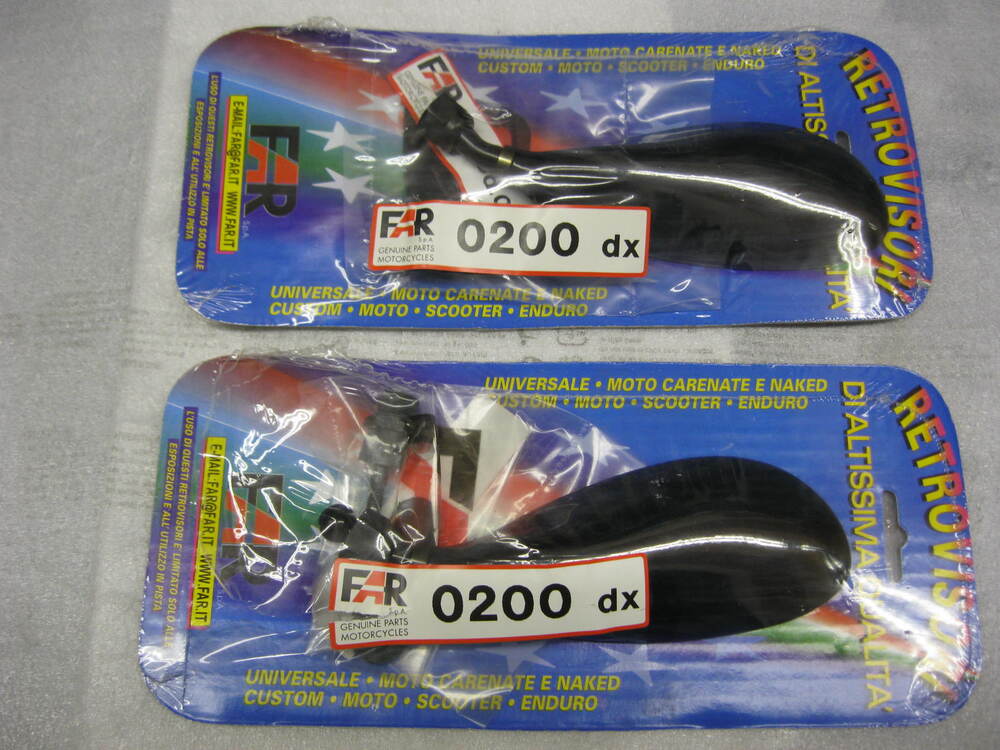 UNIVERSALE • MOTO CARENATE E NAKED
CUSTOM • MOTO • SCOOTER • ENDURO
RETROVISORI
DI ALTISS
ITA'
FAR
FAR
S.p.A
E-MAIL:FAR@FAR.IT WWW.FAR.IT
L'USO DI QUESTI RETROVISORI E' LIMITATO SOLO ALLE
ESPOSIZIONI E ALL'UTILIZZO IN PISTA
FAR
S.p.A
GENUINE PARTS
MOTORCYCLES
0200 dx
UNIVERSALE • MOTO CARENATE E NAKED
CUSTOM • MOTO • SCOOTER • ENDURO
UNIVERSALE • MOTO CARENATE E NAKED
CUSTOM • MOTO • SCOOTER • ENDURO
RETROVISORI
DI ALTISSIMA QUALITA'
FAR
S.p.A
E-MAIL:FAR@FAR.IT WWW.FAR.IT
L'USO DI QUESTI RETROVISORI E' LIMITATO SOLO ALLE
ESPOSIZIONI E ALL'UTILIZZO IN PISTA
FAR
S.p.A
GENUINE PARTS
MOTORCYCLES
0200 dx
UNIVERSALE • MOTO CARENATE E NAKED
CUSTOM • MOTO • SCOOTER • ENDURO